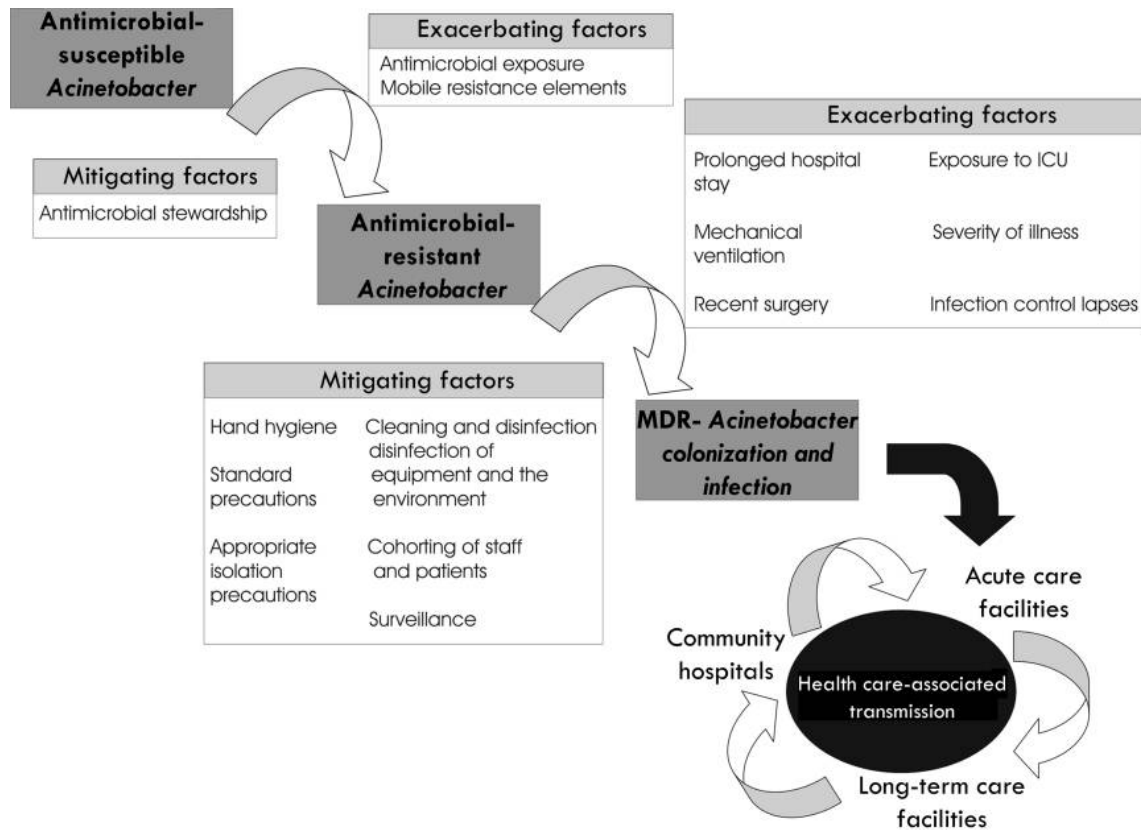 Antimicrobial-
susceptible
Acinetobacter
Exacerbating factors
Antimicrobial exposure
Mobile resistance elements
Mitigating factors
Antimicrobial stewardship
Antimicrobial-
resistant
Acinetobacter
Exacerbating factors
Prolonged hospital
stay
Exposure to ICU
Mechanical
ventilation
Severity of illness
Recent surgery
Infection control lapses
Mitigating factors
Hand hygiene
Standard
precautions
Appropriate
isolation
precautions
Cleaning and disinfection
disinfection of
equipment and the
environment
Cohorting of staff
and patients
Surveillance
MDR- Acinetobacter
colonization and
infection
Acute care
facilities
Community
hospitals
Health care-associated
transmission
Long-term care
facilities